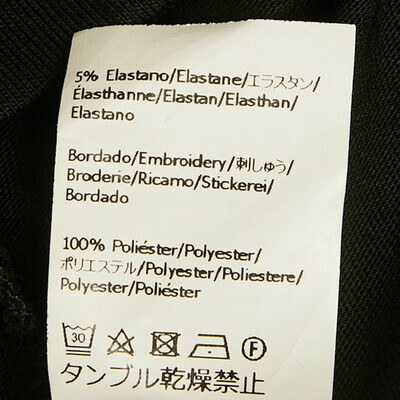 5% Elastano/Elastane/エラスタン/
Élasthanne/Elastan/Elasthan/
Elastano
Bordado/Embroidery/刺しゅう/
Broderie/Ricamo/Stickerei/
Bordado
100% Poliéster/Polyester/
ポリエステル/Polyester/Poliestere/
Polyester/Poliéster
30 F
タンブル乾燥禁止